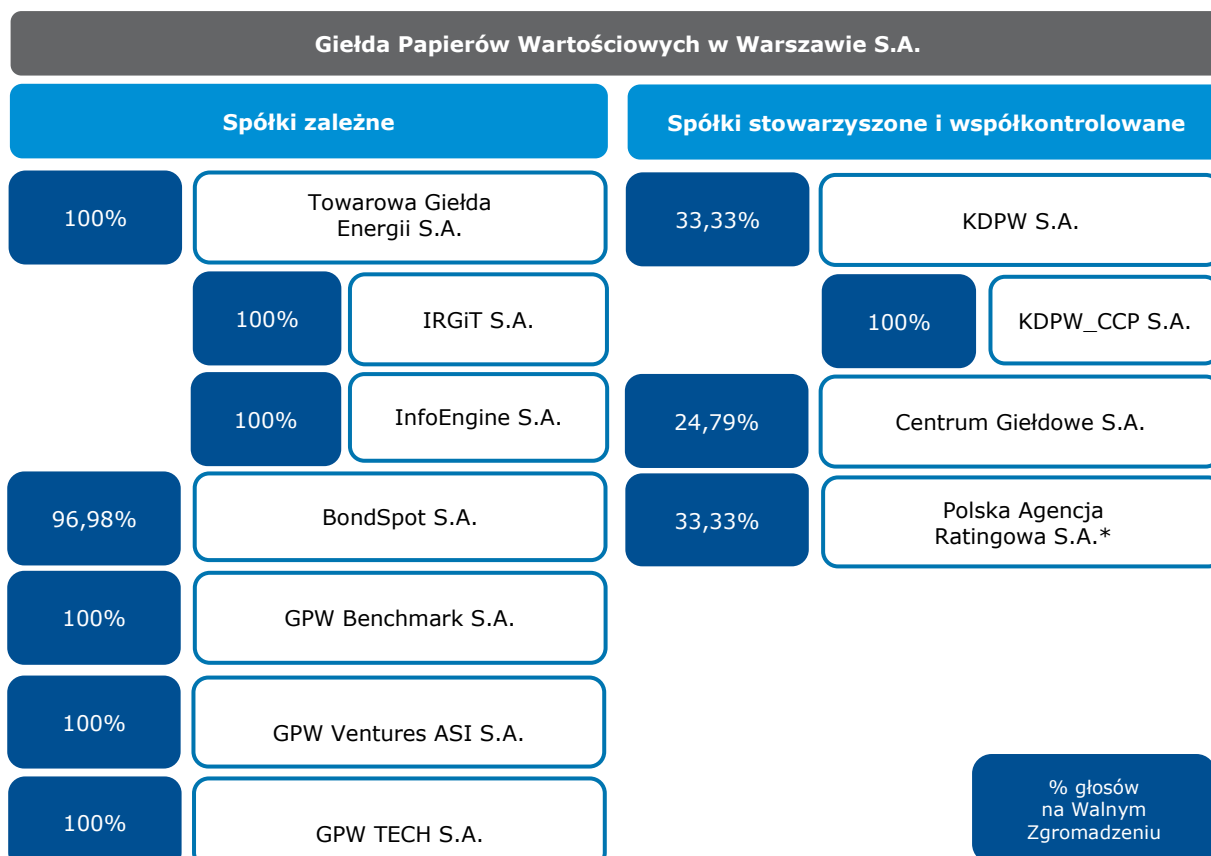 Giełda Papierów Wartościowych w Warszawie S.A.
Spółki zależne
100%
Towarowa Giełda
Energii S.A.
100%
IRGiT S.A.
100%
InfoEngine S.A.
96,98%
BondSpot S.A.
100%
GPW Benchmark S.A.
100%
GPW Ventures ASI S.A.
100%
GPW TECH S.A.
Spółki stowarzyszone i współkontrolowane
33,33%
KDPW S.A.
100%
KDPW_CCP S.A.
24,79%
Centrum Giełdowe S.A.
33,33%
Polska Agencja
Ratingowa S.A.*
% głosów
na Walnym
Zgromadzeniu